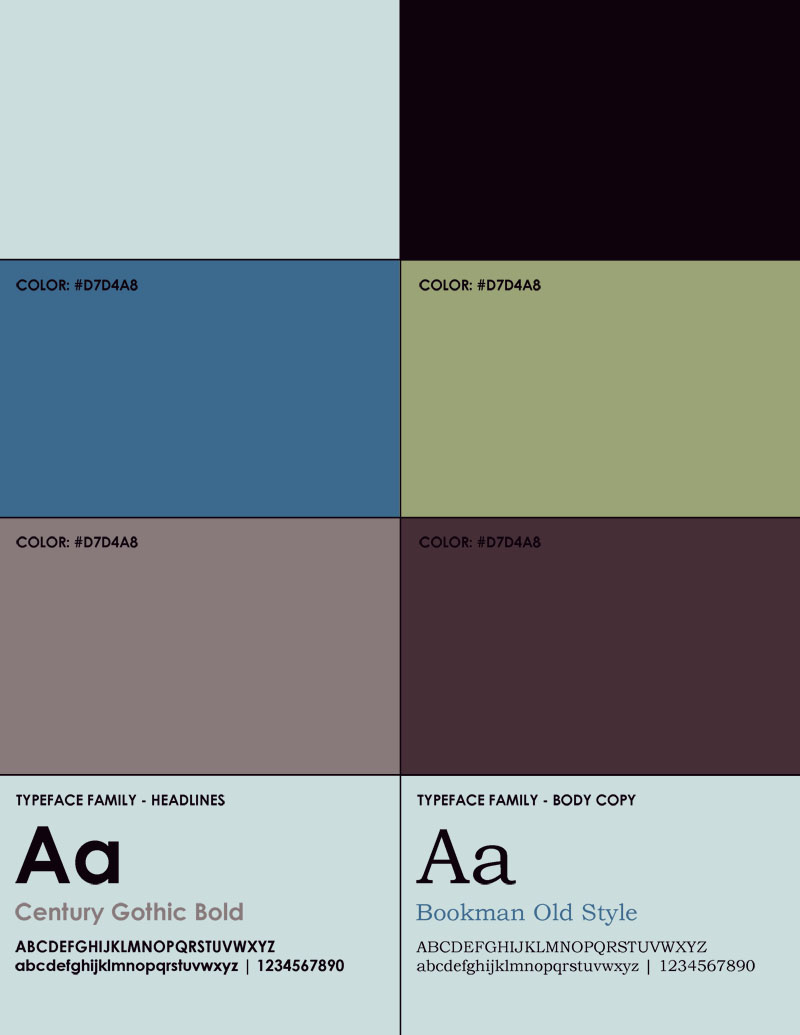 COLOR: #D7D4A8
COLOR: #D7D4A8
COLOR: #D7D4A8
COLOR: #D7D4A8
TYPEFACE FAMILY - HEADLINES
Aa
Century Gothic Bold
ABCDEFGHIJKLMNOPQRSTUVWXYZ
abcdefghijklmnopqrstuvwxyz | 1234567890
TYPEFACE FAMILY - BODY COPY
Aa
Bookman Old Style
ABCDEFGHIJKLMNOPQRSTUVWXYZ
abcdefghijklmnopqrstuvwxyz | 1234567890